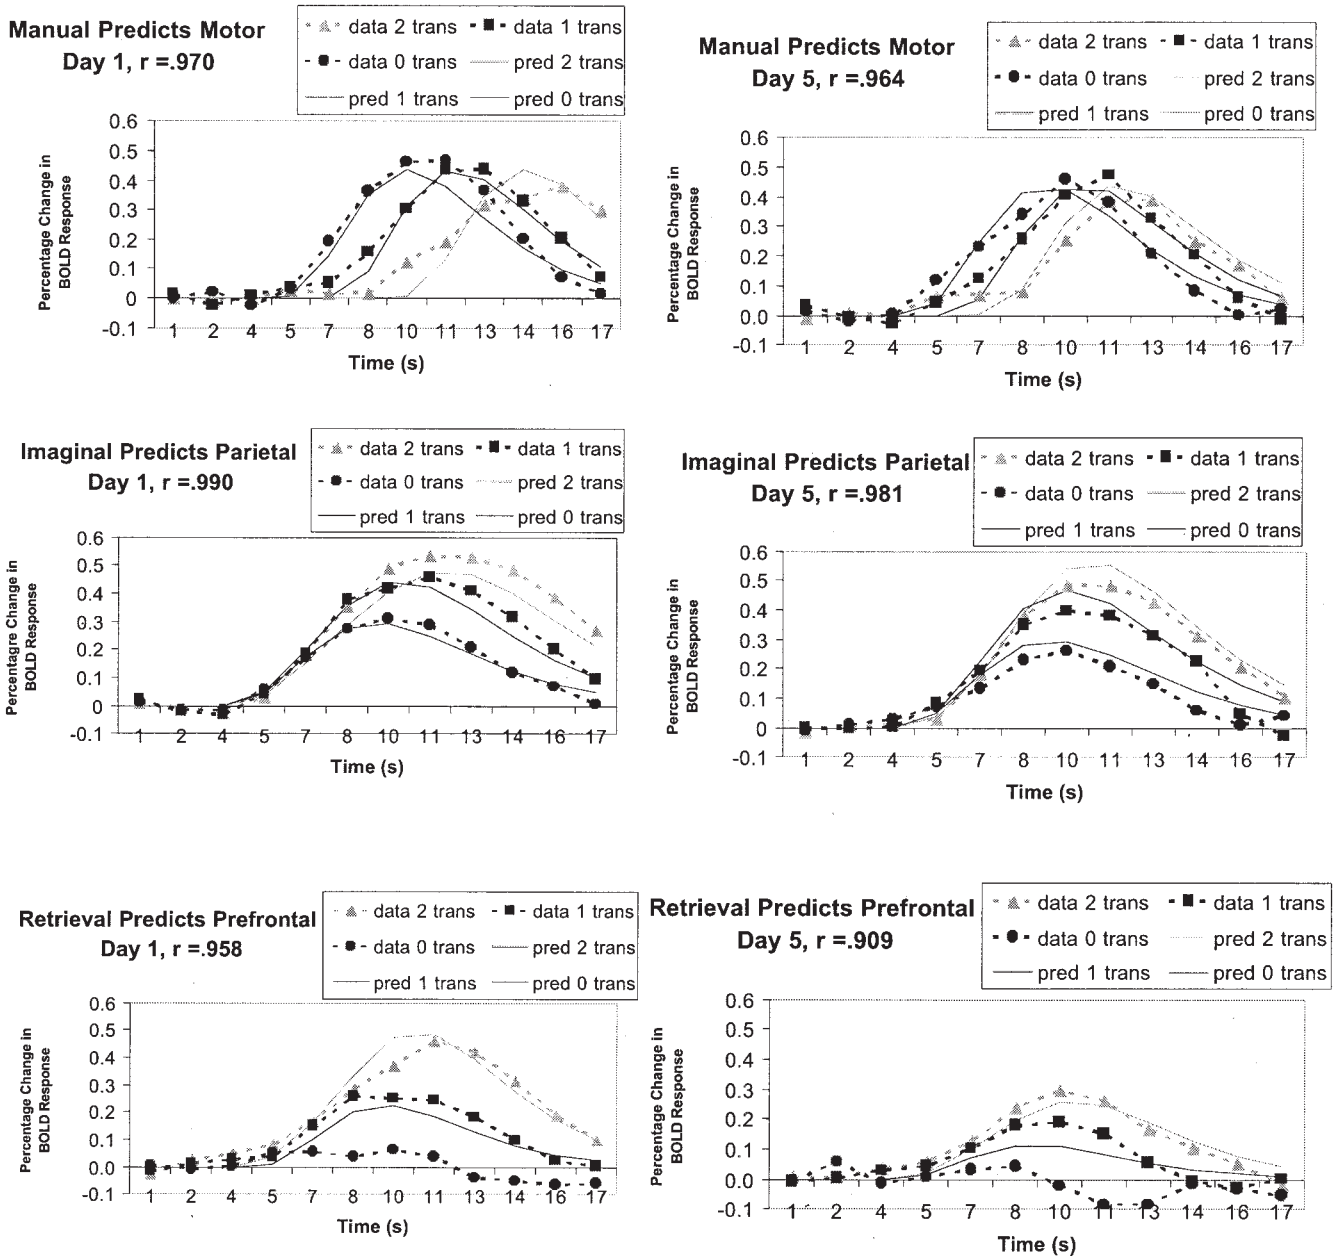 Manual Predicts Motor
Day 1, r =.970
data 2 trans
data 1 trans
data 0 trans
pred 2 trans
pred 1 trans
pred 0 trans
Percentage Change in
BOLD Response
0.6
0.5
0.4
0.3
0.2
0.1
0
-0.1
1 2 4 5 7 8 10 11 13 14 16 17
Time (s)
Manual Predicts Motor
Day 5, r =.964
data 2 trans
data 1 trans
data 0 trans
pred 2 trans
pred 1 trans
pred 0 trans
Percentage Change in
BOLD Response
0.6
0.5
0.4
0.3
0.2
0.1
0.0
-0.1
1 2 4 5 7 8 10 11 13 14 16 17
Time (s)
Imaginal Predicts Parietal
Day 1, r =.990
data 2 trans
data 1 trans
data 0 trans
pred 2 trans
pred 1 trans
pred 0 trans
Percentagre Change in
BOLD Response
0.6
0.5
0.4
0.3
0.2
0.1
0
-0.1
1 2 4 5 7 8 10 11 13 14 16 17
Time (s)
Imaginal Predicts Parietal
Day 5, r =.981
data 2 trans
data 1 trans
data 0 trans
pred 2 trans
pred 1 trans
pred 0 trans
Percentage Change in
BOLD Response
0.6
0.5
0.4
0.3
0.2
0.1
0
-0.1
1 2 4 5 7 8 10 11 13 14 16 17
Time (s)
Retrieval Predicts Prefrontal
Day 1, r =.958
data 2 trans
data 1 trans
data 0 trans
pred 2 trans
pred 1 trans
pred 0 trans
Percentage Change in
BOLD Response
0.6
0.5
0.4
0.3
0.2
0.1
0.0
-0.1
1 2 4 5 7 8 10 11 13 14 16 17
Time (s)
Retrieval Predicts Prefrontal
Day 5, r =.909
data 2 trans
data 1 trans
data 0 trans
pred 2 trans
pred 1 trans
pred 0 trans
Percentage Change in
BOLD Response
0.6
0.5
0.4
0.3
0.2
0.1
0.0
-0.1
1 2 4 5 7 8 10 11 13 14 16 17
Time (s)